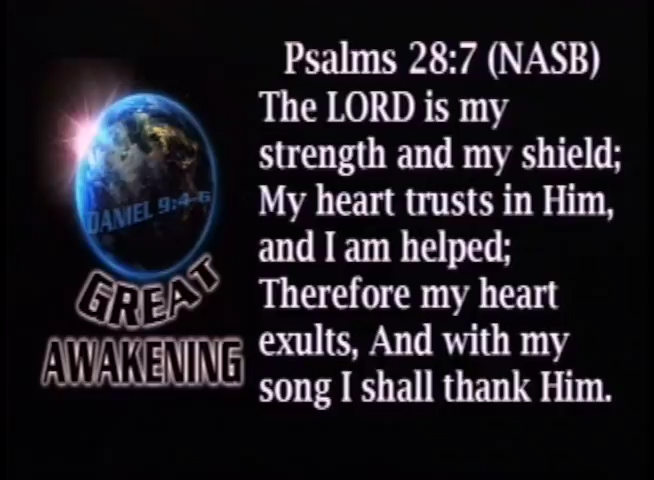 Psalms 28:7 (NASB)
The LORD is my
strength and my shield;
My heart trusts in Him,
and I am helped;
Therefore my heart
exults, And with my
song I shall thank Him.
DANIEL 9:4-6
GREAT
AWAKENING